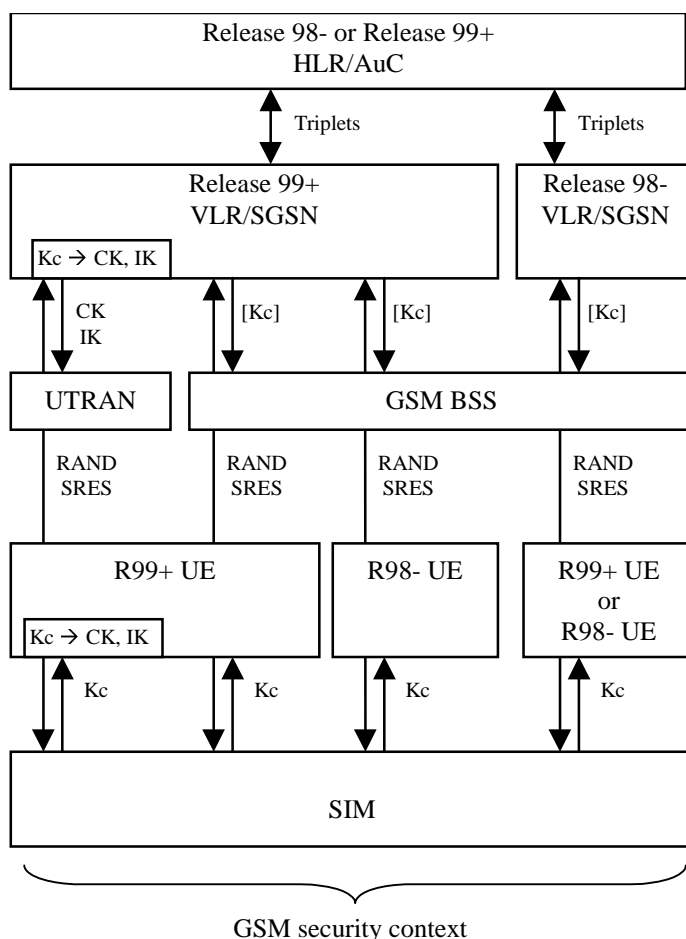 Release 98- or Release 99+
HLR/AuC
Triplets
Triplets
Release 99+
VLR/SGSN
Release 98-
VLR/SGSN
Kc → CK, IK
CK
IK
[Kc]
[Kc]
[Kc]
UTRAN
GSM BSS
RAND
SRES
RAND
SRES
RAND
SRES
RAND
SRES
R99+ UE
R98- UE
R99+ UE
or
R98- UE
Kc → CK, IK
Kc
Kc
Kc
Kc
SIM
GSM security context